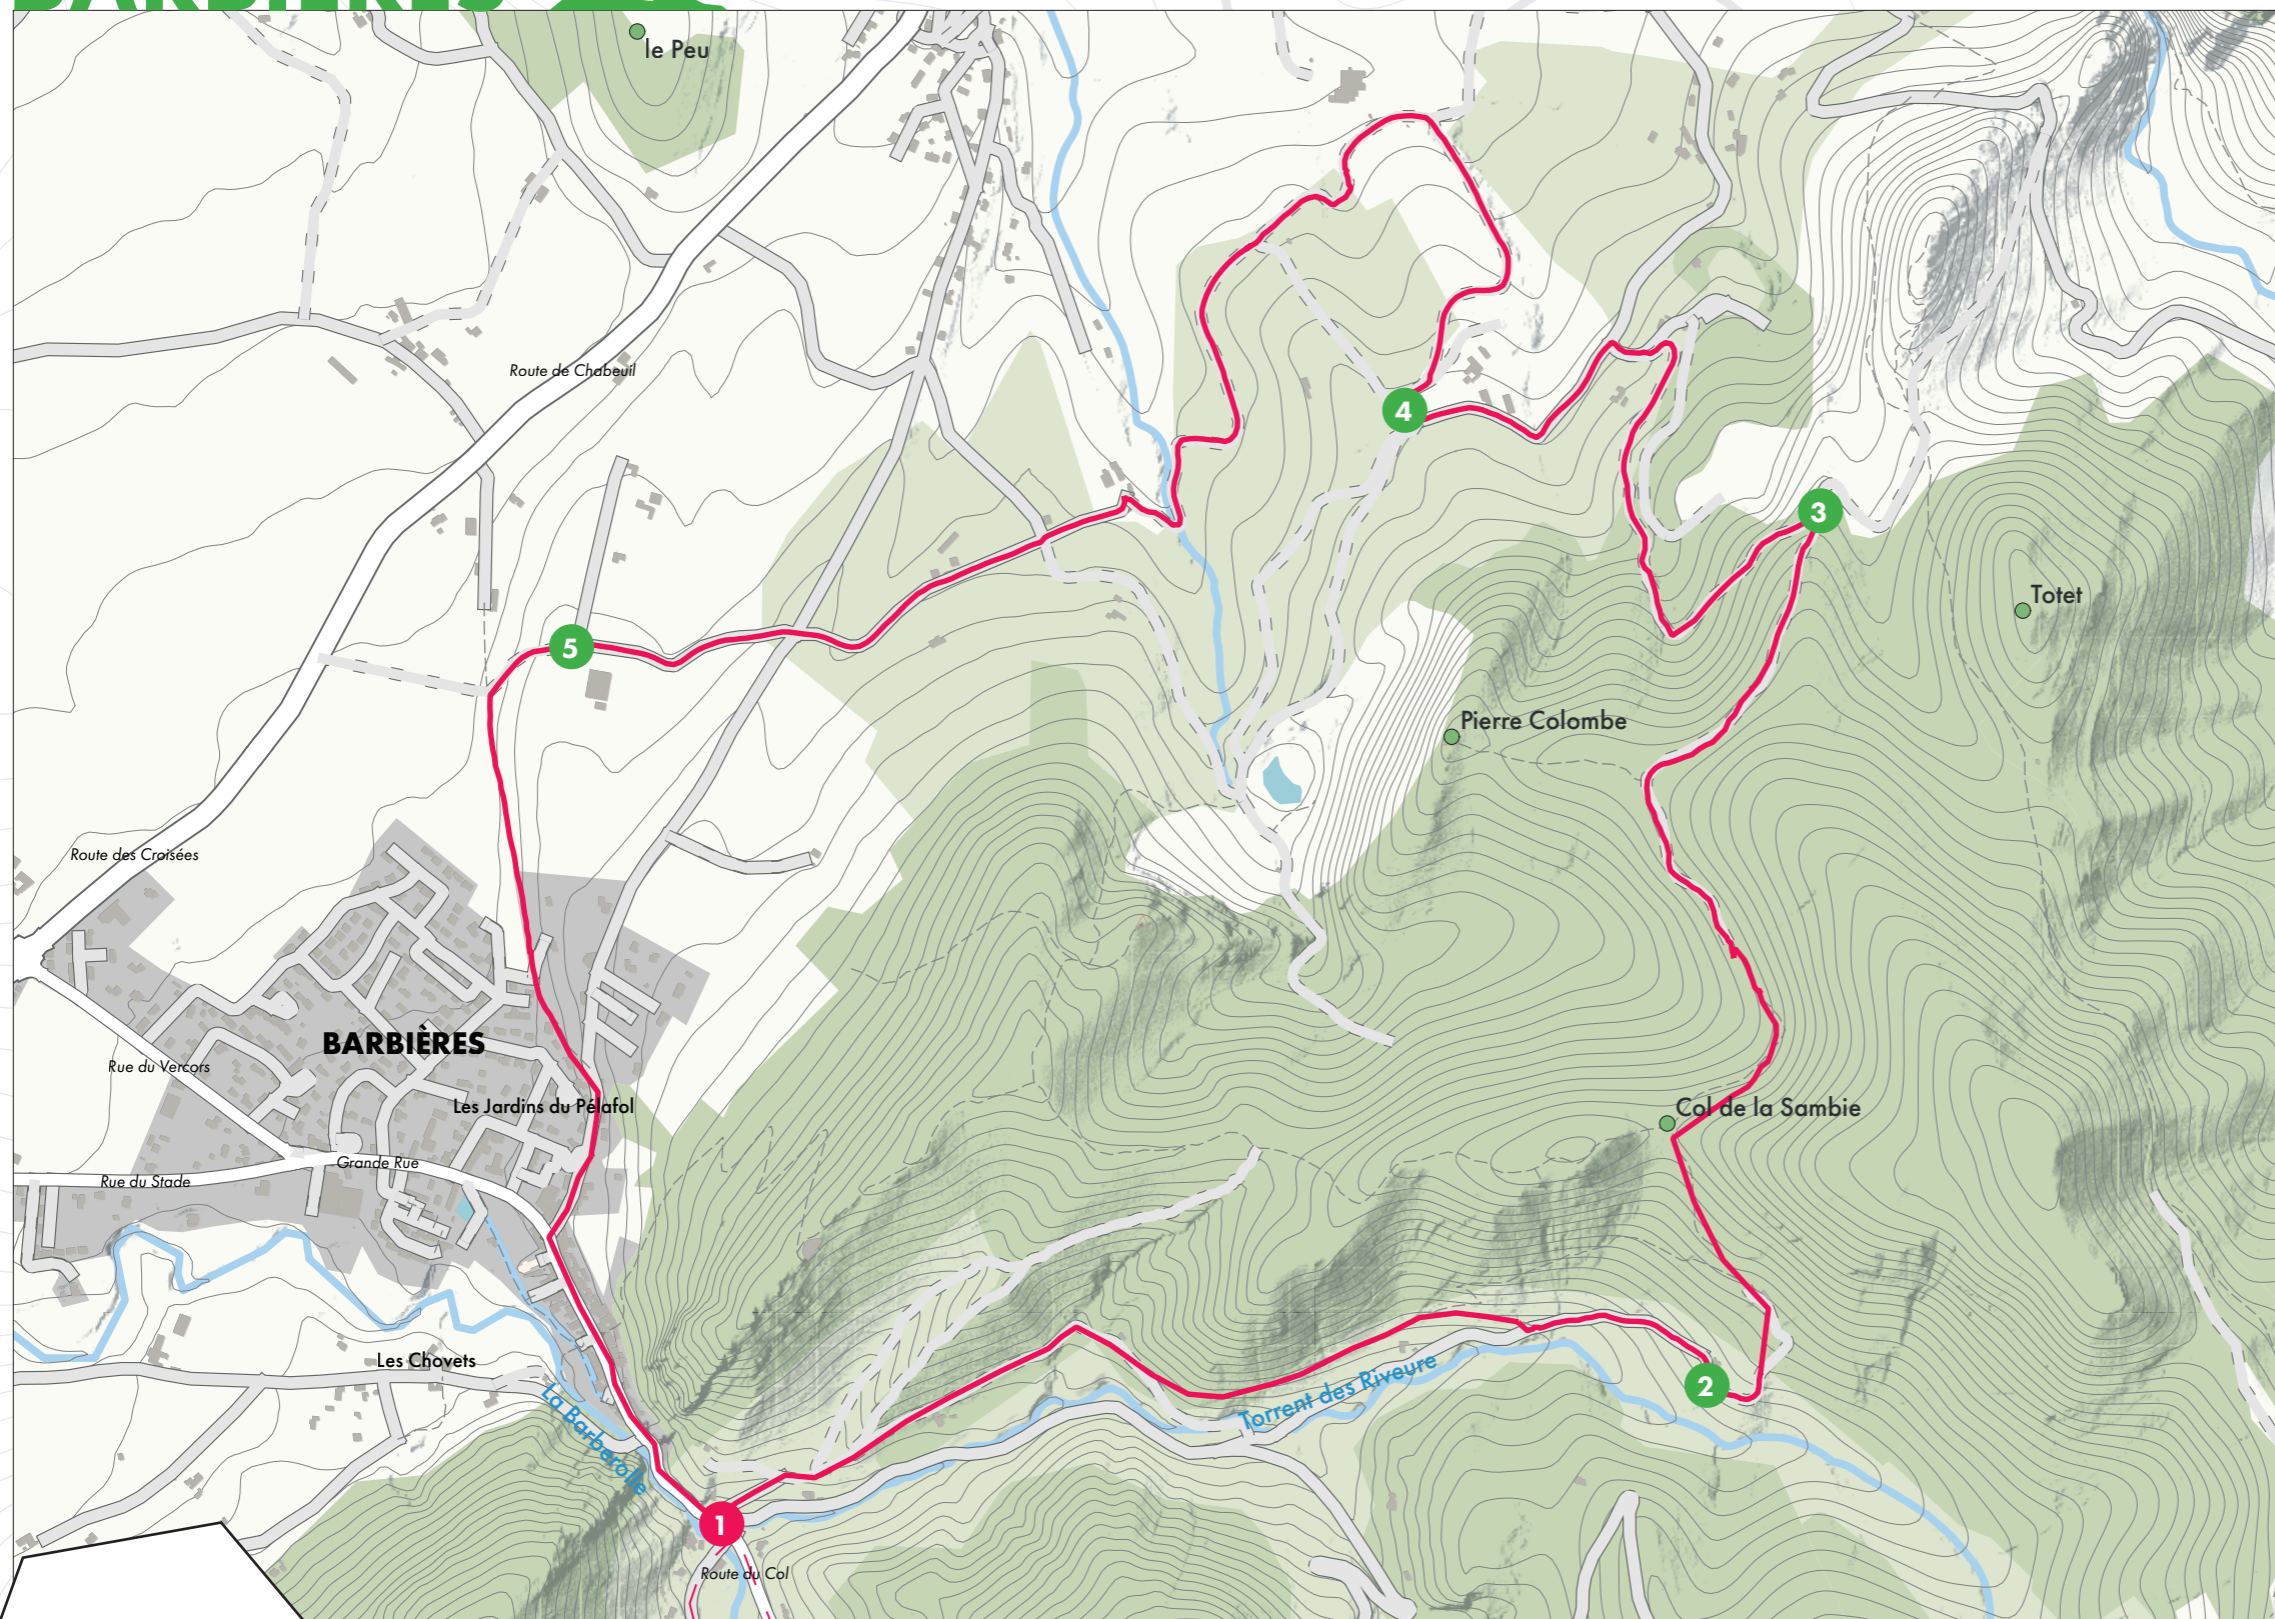 BARBIÈRES
le Peu
Route de Chabeuil
4
3
Totet
5
Pierre Colombe
Route des Croisées
BARBIÈRES
Rue du Vercors
Les Jardins du Pélafol
Col de la Sambie
Grande Rue
Rue du Stade
Les Chovets
La Barberolle
Torrent des Riveure
2
1
Route du Col